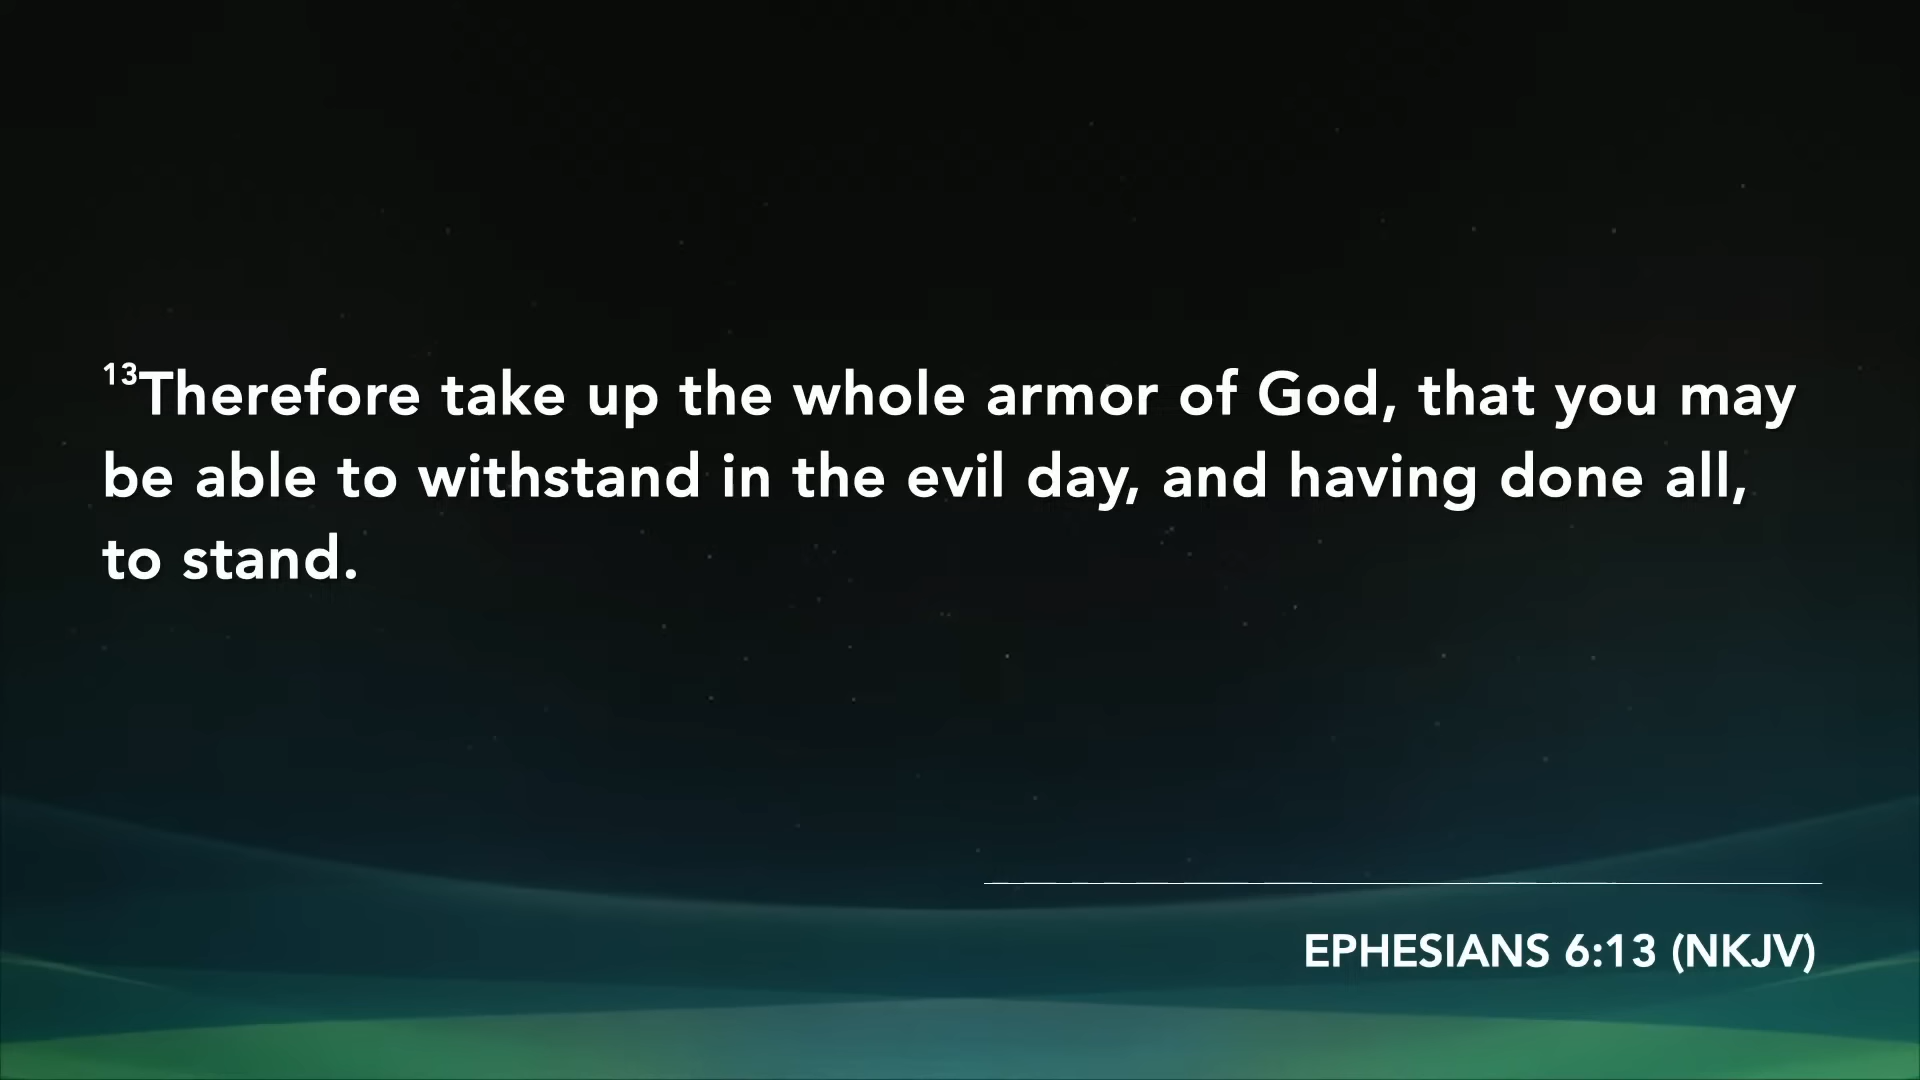 13Therefore take up the whole armor of God, that you may
be able to withstand in the evil day, and having done all,
to stand.
EPHESIANS 6:13 (NKJV)